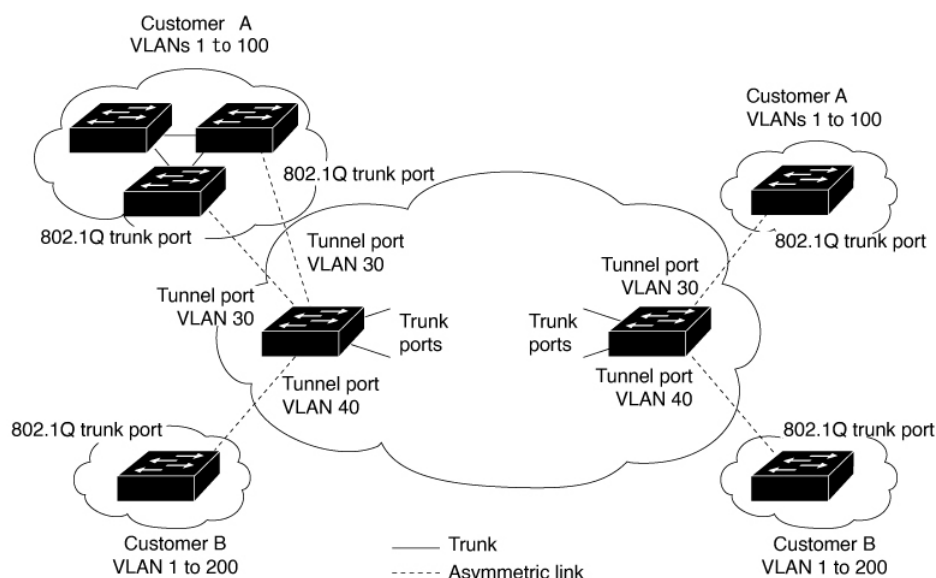 Customer A
VLANs 1 to 100
Customer A
VLANs 1 to 100
802.1Q trunk port
802.1Q trunk port
802.1Q trunk port
Tunnel port
VLAN 30
Tunnel port
VLAN 30
Tunnel port
VLAN 30
Trunk
ports
Trunk
ports
Tunnel port
VLAN 40
Tunnel port
VLAN 40
802.1Q trunk port
802.1Q trunk port
Customer B
VLAN 1 to 200
Customer B
VLAN 1 to 200
Trunk
Asymmetric link